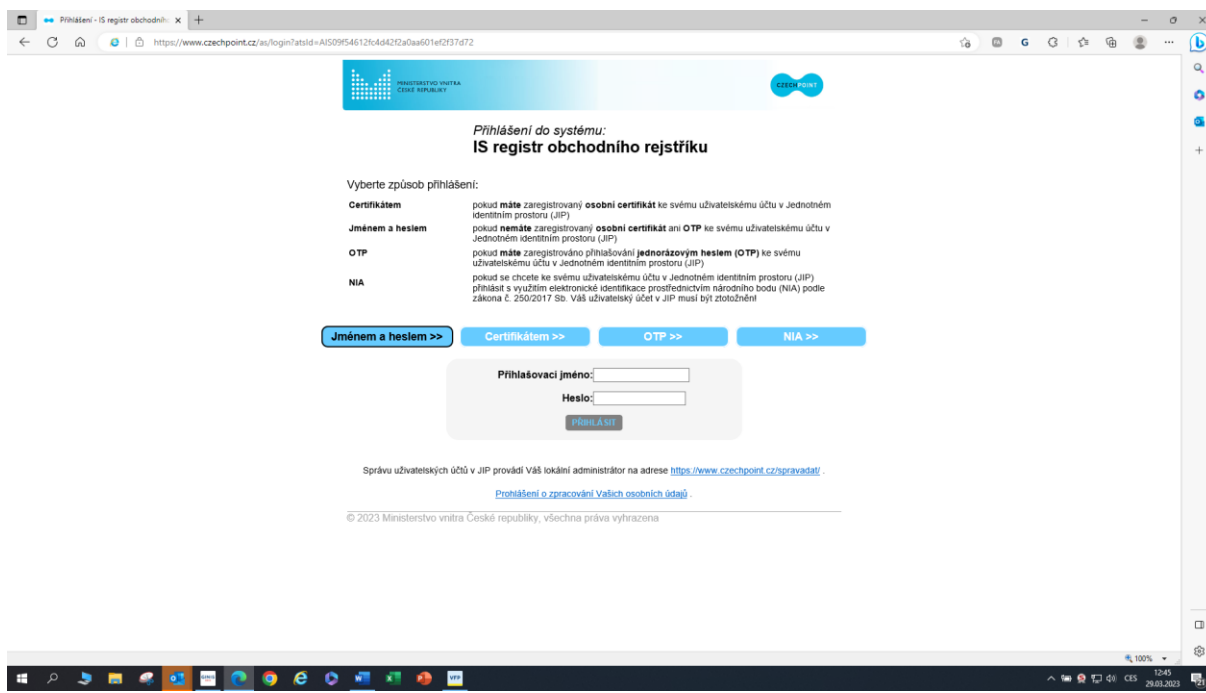 Přihlášení - IS registr obchodního
https://www.czechpoint.cz/as/login?atsId=AIS09f54612fc4d42f2a0aa601ef2f37d72
MINISTERSTVO VNITRA
ČESKÉ REPUBLIKY
CZECH POINT
Přihlášení do systému:
IS registr obchodního rejstříku
Vyberte způsob přihlášení:
Certifikátem
pokud máte zaregistrovaný osobní certifikát ke svému uživatelskému účtu v Jednotném
identitním prostoru (JIP)
Jménem a heslem
pokud nemáte zaregistrovaný osobní certifikát ani OTP ke svému uživatelskému účtu v
Jednotném identitním prostoru (JIP)
OTP
pokud máte zaregistrováno přihlašování jednorázovým heslem (OTP) ke svému
uživatelskému účtu v Jednotném identitním prostoru (JIP)
NIA
pokud se chcete ke svému uživatelskému účtu v Jednotném identitním prostoru (JIP)
přihlásit s využitím elektronické identifikace prostřednictvím národního bodu (NIA) podle
zákona č. 250/2017 Sb. Váš uživatelský účet v JIP musí být ztotožněn!
Jménem a heslem >> Certifikátem >> OTP >> NIA >>
Přihlašovací jméno:
Heslo:
PŘIHLÁSIT
Správu uživatelských účtů v JIP provádí Váš lokální administrátor na adrese https://www.czechpoint.cz/spravadat/ .
Prohlášení o zpracování Vašich osobních údajů .
© 2023 Ministerstvo vnitra České republiky, všechna práva vyhrazena
100%
VFP
CES
12:45
29.03.2023